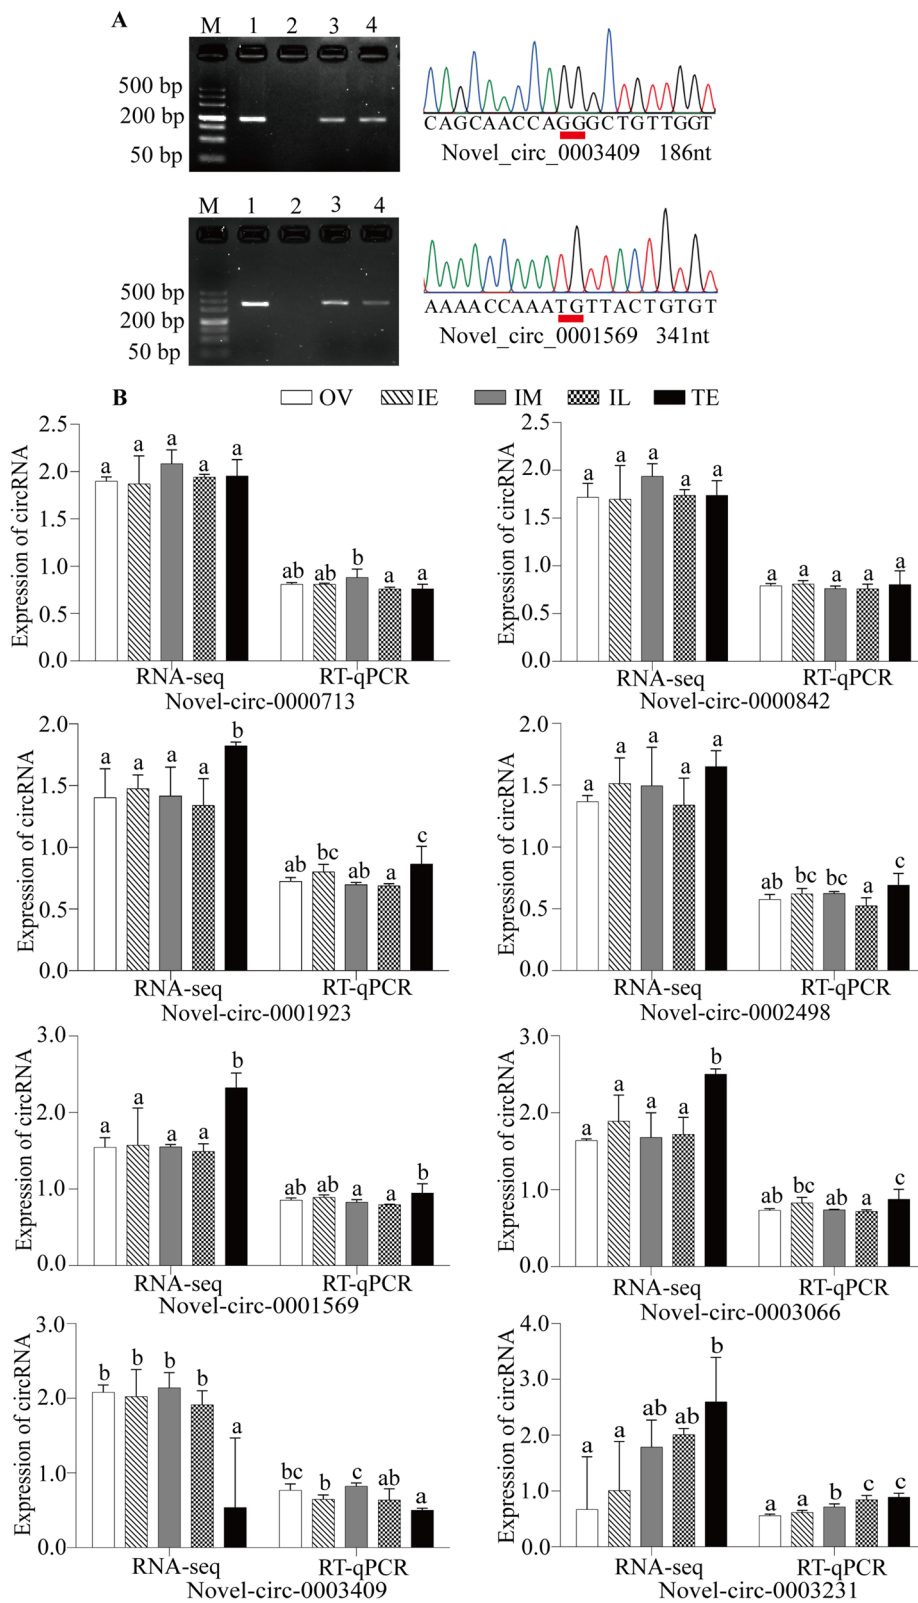 A
M 1 2 3 4
500 bp
200 bp
50 bp
CAGCAACCAGGGCTGTTGGT
Novel_circ_0003409 186nt
M 1 2 3 4
500 bp
200 bp
50 bp
AAAACCAAATGTTACTGTGT
Novel_circ_0001569 341nt
B
OV IE IM IL TE
Expression of circRNA
2.5
2.0
1.5
1.0
0.5
0.0
a a a a a
ab ab b a a
RNA-seq RT-qPCR
Novel-circ-0000713
Expression of circRNA
2.5
2.0
1.5
1.0
0.5
0.0
a a a a a
a a a a a
RNA-seq RT-qPCR
Novel-circ-0000842
Expression of circRNA
2.0
1.5
1.0
0.5
0.0
a a a a b
ab bc ab a c
RNA-seq RT-qPCR
Novel-circ-0001923
Expression of circRNA
2.0
1.5
1.0
0.5
0.0
a a a a a
ab bc bc a c
RNA-seq RT-qPCR
Novel-circ-0002498
Expression of circRNA
3.0
2.0
1.0
0.0
a a a a b
ab ab a a b
RNA-seq RT-qPCR
Novel-circ-0001569
Expression of circRNA
3.0
2.0
1.0
0.0
a a a a b
ab bc ab a c
RNA-seq RT-qPCR
Novel-circ-0003066
Expression of circRNA
3.0
2.0
1.0
0.0
b b b b a
bc b c ab a
RNA-seq RT-qPCR
Novel-circ-0003409
Expression of circRNA
4.0
3.0
2.0
1.0
0.0
a a ab ab b
a a b c c
RNA-seq RT-qPCR
Novel-circ-0003231